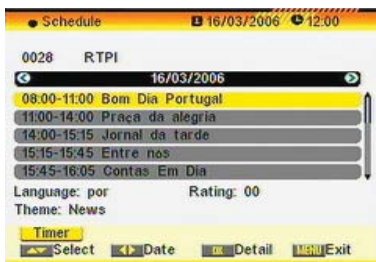 Schedule 16/03/2006 12:00
0028 RTPI
16/03/2006
08:00-11:00 Bom Dia Portugal
11:00-14:00 Praça da alegria
14:00-15:15 Jornal da tarde
15:15-15:45 Entre nos
15:45-16:05 Contas Em Dia
Language: por Rating: 00
Theme: News
Timer
Select Date OK Detail MENU Exit